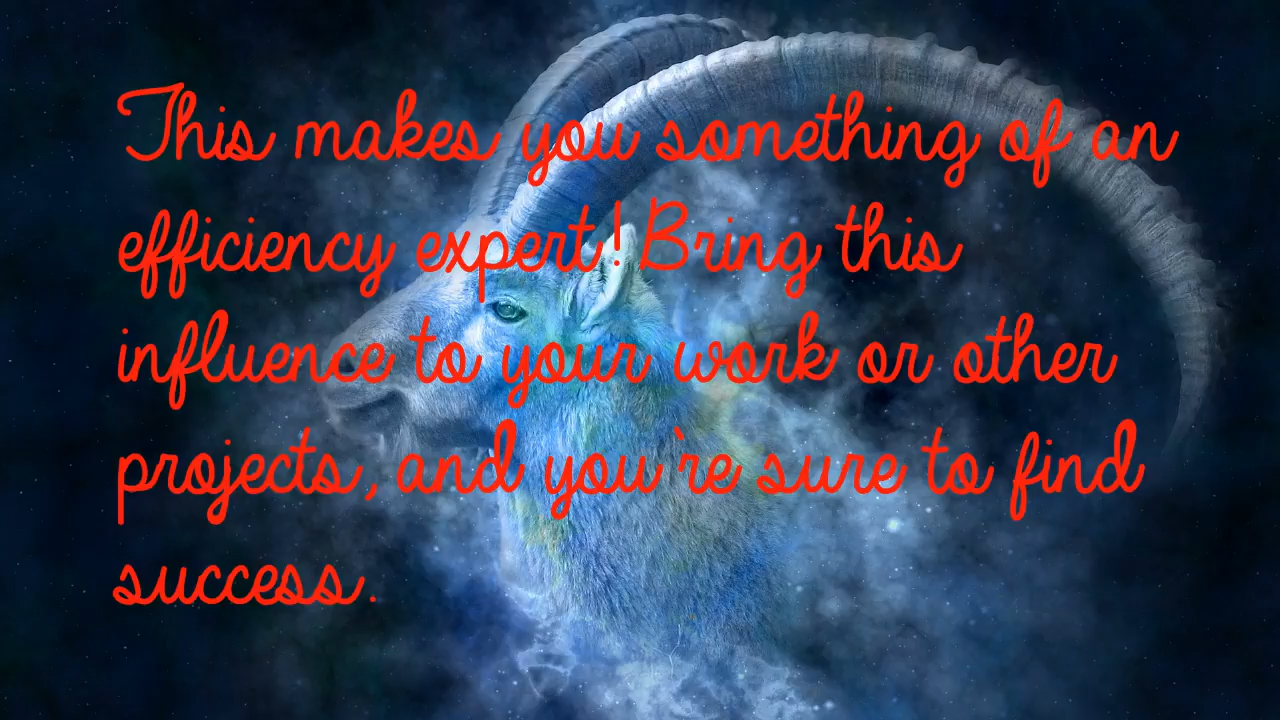 This makes you something of an
efficiency expert! Bring this
influence to your work or other
projects, and you`re sure to find
success.